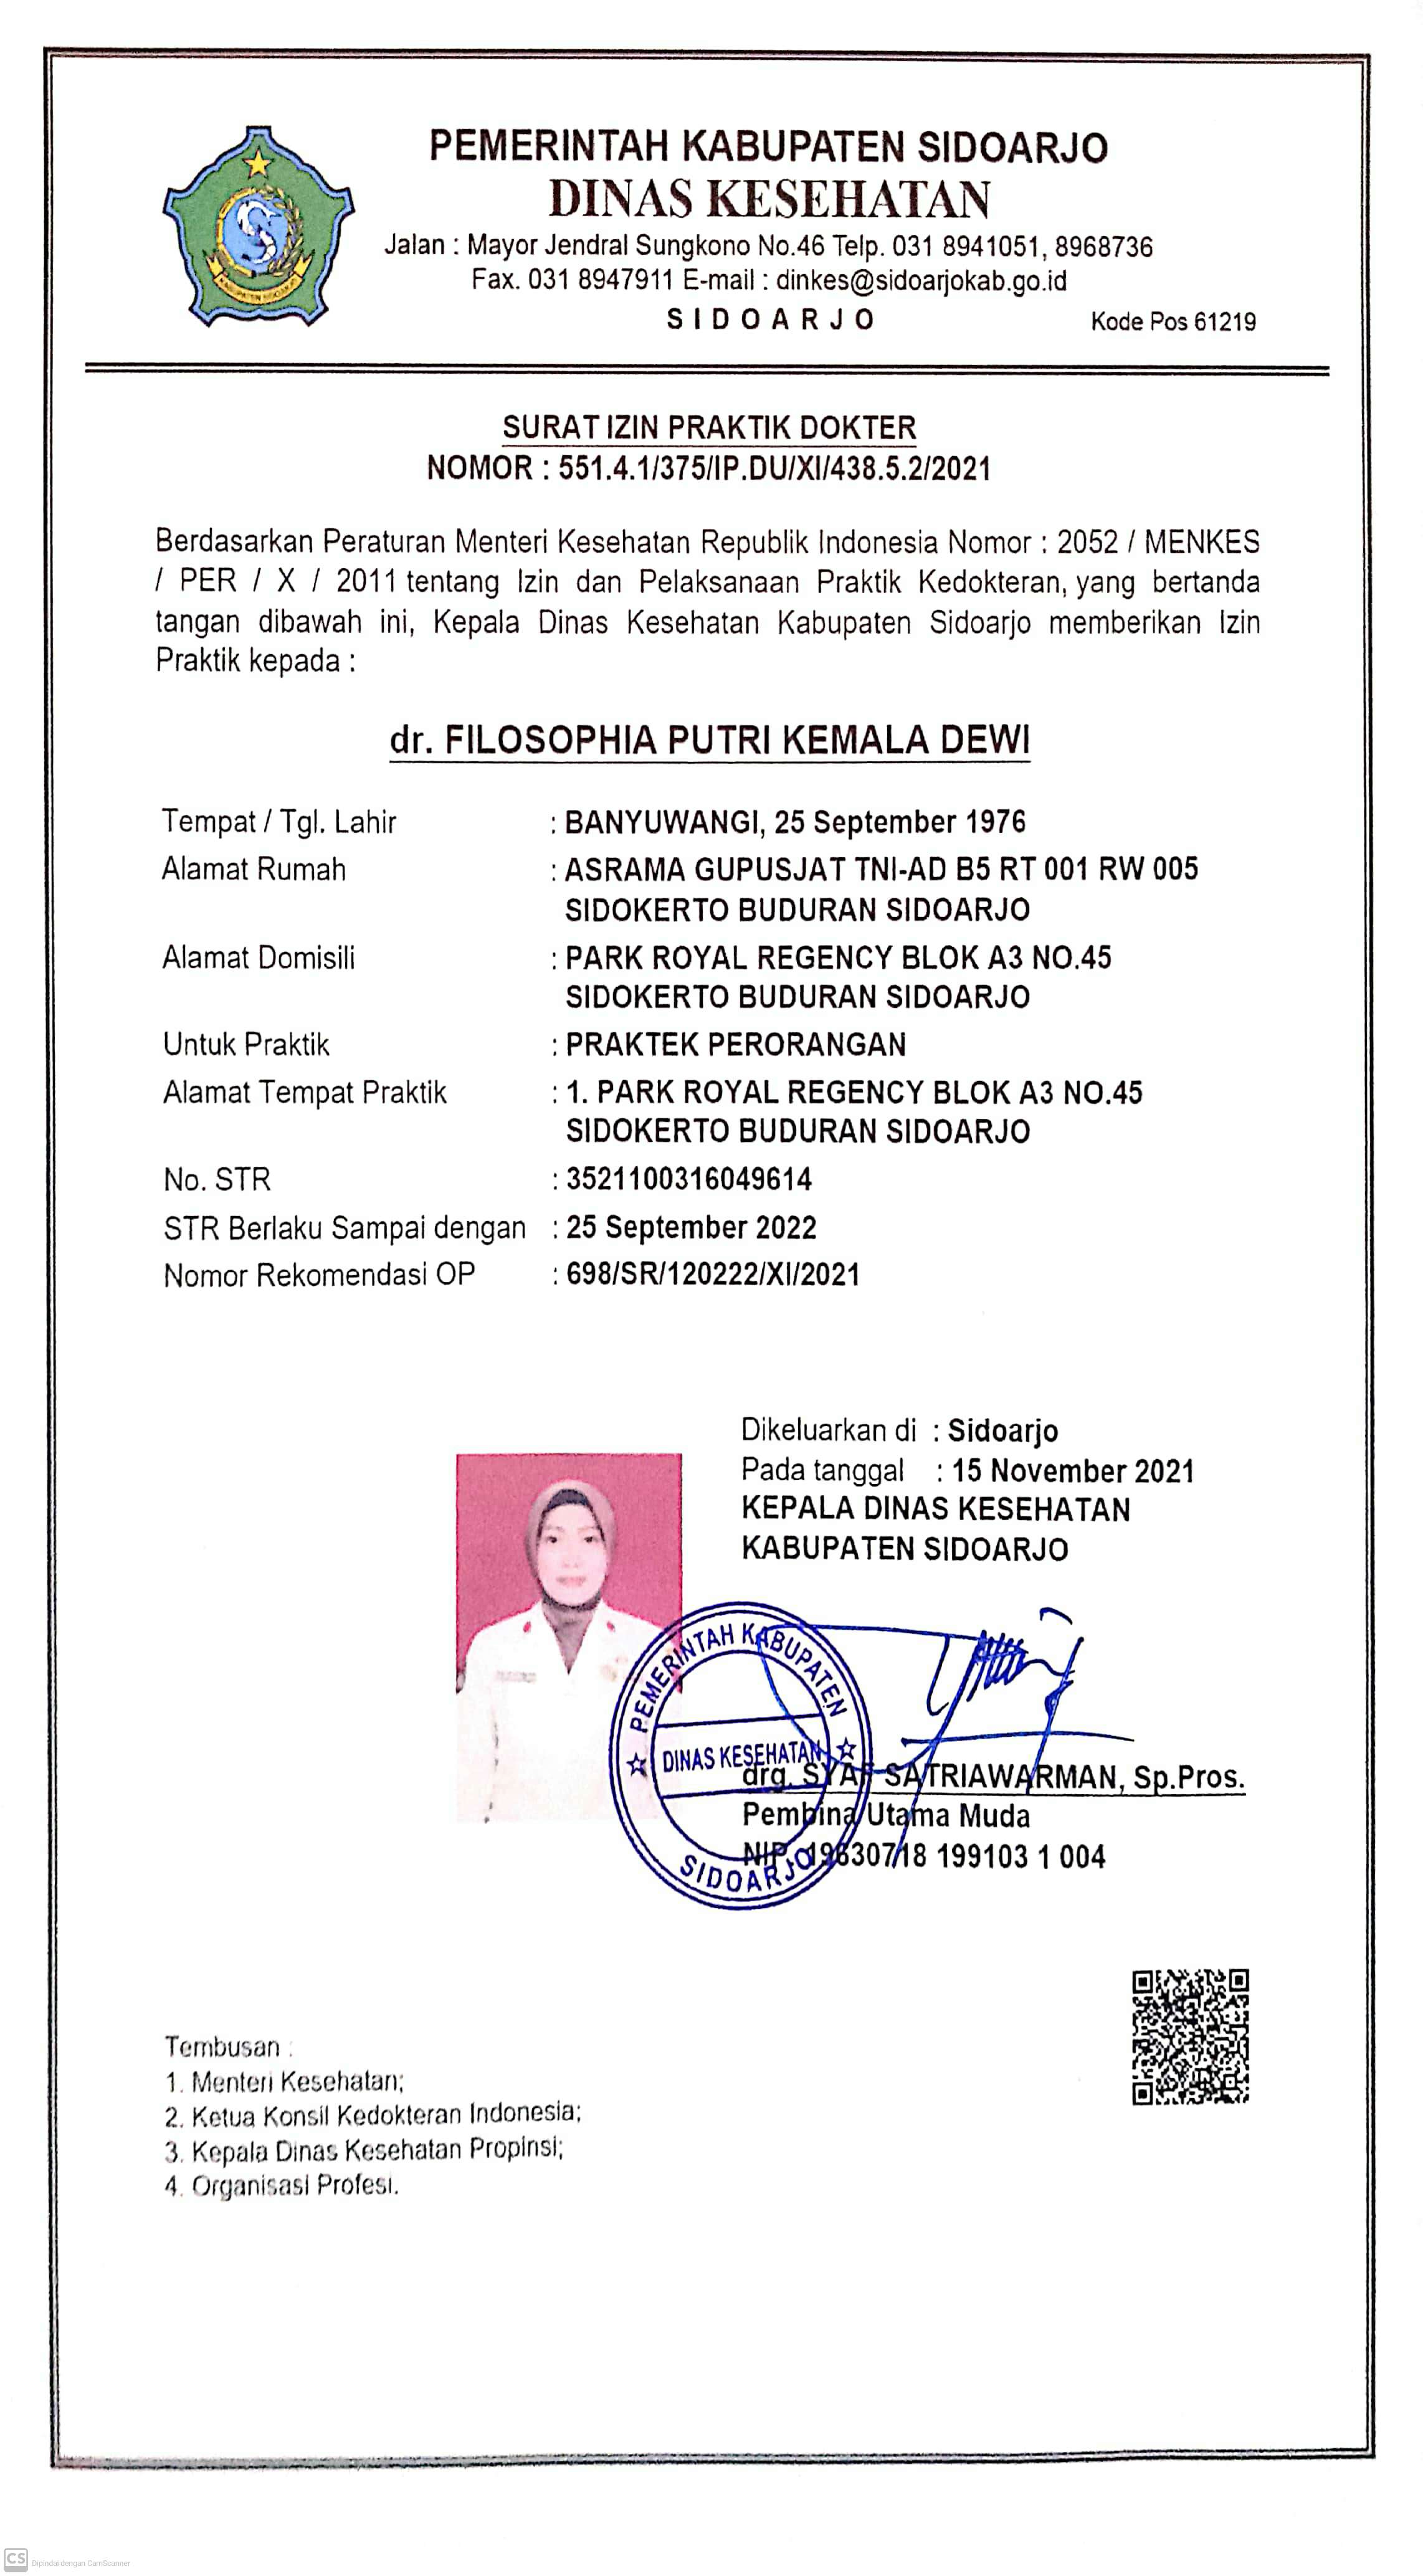 PEMERINTAH KABUPATEN SIDOARJO
DINAS KESEHATAN
Jalan : Mayor Jendral Sungkono No.46 Telp. 031 8941051, 8968736
Fax. 031 8947911 E-mail : dinkes@sidoarjokab.go.id
SIDOARJO Kode Pos 61219
KABUPATEN SIDOARJO
SURAT IZIN PRAKTIK DOKTER
NOMOR : 551.4.1/375/IP.DU/XI/438.5.2/2021
Berdasarkan Peraturan Menteri Kesehatan Republik Indonesia Nomor : 2052 / MENKES
/ PER / X / 2011 tentang Izin dan Pelaksanaan Praktik Kedokteran, yang bertanda
tangan dibawah ini, Kepala Dinas Kesehatan Kabupaten Sidoarjo memberikan Izin
Praktik kepada :
dr. FILOSOPHIA PUTRI KEMALA DEWI
Tempat / Tgl. Lahir : BANYUWANGI, 25 September 1976
Alamat Rumah : ASRAMA GUPUSJAT TNI-AD B5 RT 001 RW 005
SIDOKERTO BUDURAN SIDOARJO
Alamat Domisili : PARK ROYAL REGENCY BLOK A3 NO.45
SIDOKERTO BUDURAN SIDOARJO
Untuk Praktik : PRAKTEK PERORANGAN
Alamat Tempat Praktik : 1. PARK ROYAL REGENCY BLOK A3 NO.45
SIDOKERTO BUDURAN SIDOARJO
No. STR : 3521100316049614
STR Berlaku Sampai dengan : 25 September 2022
Nomor Rekomendasi OP : 698/SR/120222/XI/2021
Dikeluarkan di : Sidoarjo
Pada tanggal : 15 November 2021
KEPALA DINAS KESEHATAN
KABUPATEN SIDOARJO
PEMERINTAH KABUPATEN
DINAS KESEHATAN
SIDOARJO
drg. SYAF SATRIAWARMAN, Sp.Pros.
Pembina Utama Muda
NIP. 19630718 199103 1 004
Tembusan :
1. Menteri Kesehatan;
2. Ketua Konsil Kedokteran Indonesia;
3. Kepala Dinas Kesehatan Propinsi;
4. Organisasi Profesi.
CS Dipindai dengan CamScanner